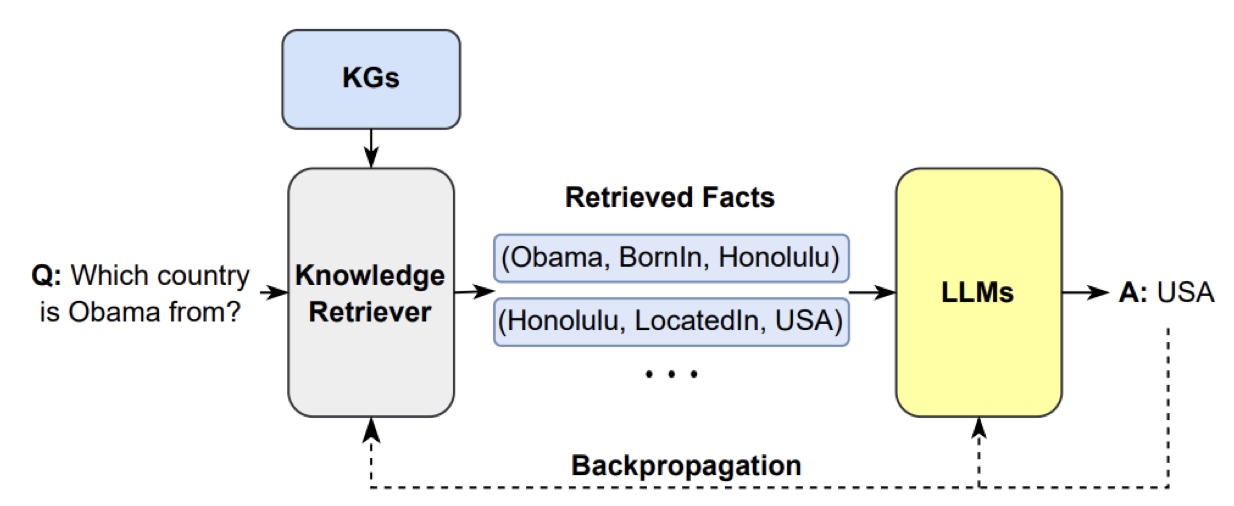 KGs
Retrieved Facts
Q: Which country
is Obama from?
Knowledge
Retriever
(Obama, BornIn, Honolulu)
(Honolulu, LocatedIn, USA)
. . .
LLMs
A: USA
Backpropagation